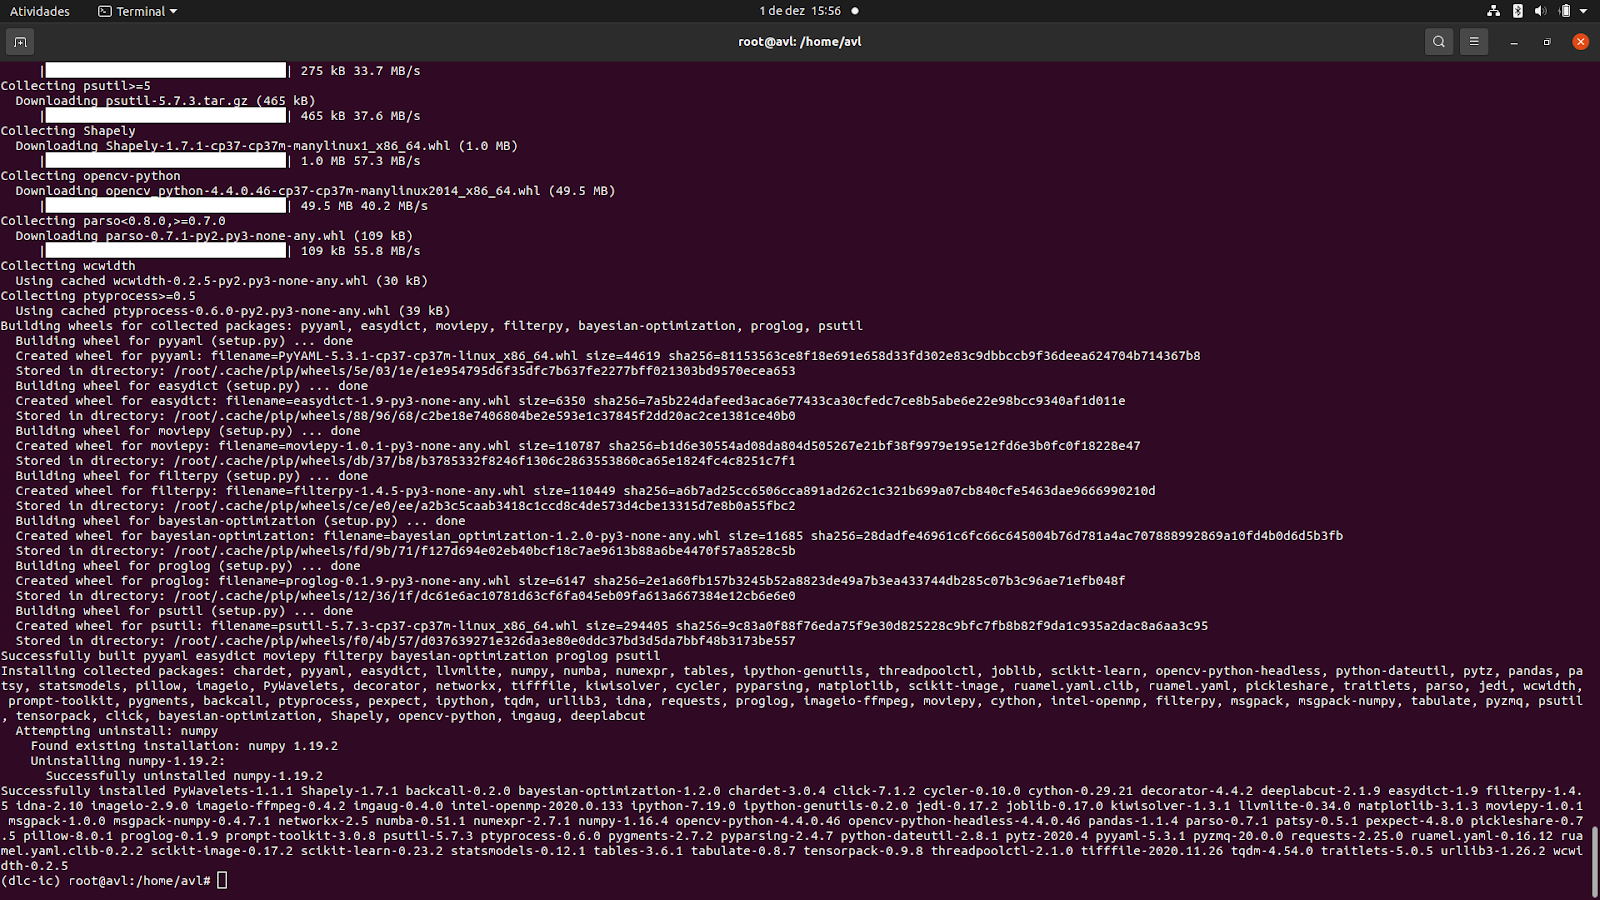 Atividades Terminal 1 de dez 15:56
root@avl: /home/avl
| | 275 kB 33.7 MB/s
Collecting psutil>=5
Downloading psutil-5.7.3.tar.gz (465 kB)
| | 465 kB 37.6 MB/s
Collecting Shapely
Downloading Shapely-1.7.1-cp37-cp37m-manylinux1_x86_64.whl (1.0 MB)
| | 1.0 MB 57.3 MB/s
Collecting opencv-python
Downloading opencv_python-4.4.0.46-cp37-cp37m-manylinux2014_x86_64.whl (49.5 MB)
| | 49.5 MB 40.2 MB/s
Collecting parso<0.8.0,>=0.7.0
Downloading parso-0.7.1-py2.py3-none-any.whl (109 kB)
| | 109 kB 55.8 MB/s
Collecting wcwidth
Using cached wcwidth-0.2.5-py2.py3-none-any.whl (30 kB)
Collecting ptyprocess>=0.5
Using cached ptyprocess-0.6.0-py2.py3-none-any.whl (39 kB)
Building wheels for collected packages: pyyaml, easydict, moviepy, filterpy, bayesian-optimization, proglog, psutil
Building wheel for pyyaml (setup.py) ... done
Created wheel for pyyaml: filename=PyYAML-5.3.1-cp37-cp37m-linux_x86_64.whl size=44619 sha256=81153563ce8f18e691e658d33fd302e83c9dbbccb9f36deea624704b714367b8
Stored in directory: /root/.cache/pip/wheels/5e/03/1e/e1e954795d6f35dfc7b637fe2277bff021303bd9570ecea653
Building wheel for easydict (setup.py) ... done
Created wheel for easydict: filename=easydict-1.9-py3-none-any.whl size=6350 sha256=7a5b224dafeed3aca6e77433ca30cfedc7ce8b5abe6e22e98bcc9340af1d011e
Stored in directory: /root/.cache/pip/wheels/88/96/68/c2be18e7406804be2e593e1c37845f2dd20ac2ce1381ce40b0
Building wheel for moviepy (setup.py) ... done
Created wheel for moviepy: filename=moviepy-1.0.1-py3-none-any.whl size=110787 sha256=b1d6e30554ad08da804d505267e21bf38f9979e195e12fd6e3b0fc0f18228e47
Stored in directory: /root/.cache/pip/wheels/db/37/b8/b3785332f8246f1306c2863553860ca65e1824fc4c8251c7f1
Building wheel for filterpy (setup.py) ... done
Created wheel for filterpy: filename=filterpy-1.4.5-py3-none-any.whl size=110449 sha256=a6b7ad25cc6506cca891ad262c1c321b699a07cb840cfe5463dae9666990210d
Stored in directory: /root/.cache/pip/wheels/ce/e0/ee/a2b3c5caab3418c1ccd8c4de573d4cbe13315d7e8b0a55fbc2
Building wheel for bayesian-optimization (setup.py) ... done
Created wheel for bayesian-optimization: filename=bayesian_optimization-1.2.0-py3-none-any.whl size=11685 sha256=28dadfe46961c6fc66c645004b76d781a4ac707888992869a10fd4b0d6d5b3fb
Stored in directory: /root/.cache/pip/wheels/fd/9b/71/f127d694e02eb40bcf18c7ae9613b88a6be4470f57a8528c5b
Building wheel for proglog (setup.py) ... done
Created wheel for proglog: filename=proglog-0.1.9-py3-none-any.whl size=6147 sha256=2e1a60fb157b3245b52a8823de49a7b3ea433744db285c07b3c96ae71efb048f
Stored in directory: /root/.cache/pip/wheels/12/36/1f/dc61e6ac10781d63cf6fa045eb09fa613a667384e12cb6e6e0
Building wheel for psutil (setup.py) ... done
Created wheel for psutil: filename=psutil-5.7.3-cp37-cp37m-linux_x86_64.whl size=294405 sha256=9c83a0f88f76eda75f9e30d825228c9bfc7fb8b82f9da1c935a2dac8a6aa3c95
Stored in directory: /root/.cache/pip/wheels/f0/4b/57/d037639271e326da3e80e0ddc37bd3d5da7bbf48b3173be557
Successfully built pyyaml easydict moviepy filterpy bayesian-optimization proglog psutil
Installing collected packages: chardet, pyyaml, easydict, llvmlite, numpy, numba, numexpr, tables, ipython-genutils, threadpoolctl, joblib, scikit-learn, opencv-python-headless, python-dateutil, pytz, pandas, pa
tsy, statsmodels, pillow, imageio, PyWavelets, decorator, networkx, tifffile, kiwisolver, cycler, pyparsing, matplotlib, scikit-image, ruamel.yaml.clib, ruamel.yaml, pickleshare, traitlets, parso, jedi, wcwidth,
prompt-toolkit, pygments, backcall, ptyprocess, pexpect, ipython, tqdm, urllib3, idna, requests, proglog, imageio-ffmpeg, moviepy, cython, intel-openmp, filterpy, msgpack, msgpack-numpy, tabulate, pyzmq, psutil
, tensorpack, click, bayesian-optimization, Shapely, opencv-python, imgaug, deeplabcut
Attempting uninstall: numpy
Found existing installation: numpy 1.19.2
Uninstalling numpy-1.19.2:
Successfully uninstalled numpy-1.19.2
Successfully installed PyWavelets-1.1.1 Shapely-1.7.1 backcall-0.2.0 bayesian-optimization-1.2.0 chardet-3.0.4 click-7.1.2 cycler-0.10.0 cython-0.29.21 decorator-4.4.2 deeplabcut-2.1.9 easydict-1.9 filterpy-1.4.
5 idna-2.10 imageio-2.9.0 imageio-ffmpeg-0.4.2 imgaug-0.4.0 intel-openmp-2020.0.133 ipython-7.19.0 ipython-genutils-0.2.0 jedi-0.17.2 joblib-0.17.0 kiwisolver-1.3.1 llvmlite-0.34.0 matplotlib-3.1.3 moviepy-1.0.1
msgpack-1.0.0 msgpack-numpy-0.4.7.1 networkx-2.5 numba-0.51.1 numexpr-2.7.1 numpy-1.16.4 opencv-python-4.4.0.46 opencv-python-headless-4.4.0.46 pandas-1.1.4 parso-0.7.1 patsy-0.5.1 pexpect-4.8.0 pickleshare-0.7
.5 pillow-8.0.1 proglog-0.1.9 prompt-toolkit-3.0.8 psutil-5.7.3 ptyprocess-0.6.0 pygments-2.7.2 pyparsing-2.4.7 python-dateutil-2.8.1 pytz-2020.4 pyyaml-5.3.1 pyzmq-20.0.0 requests-2.25.0 ruamel.yaml-0.16.12 rua
mel.yaml.clib-0.2.2 scikit-image-0.17.2 scikit-learn-0.23.2 statsmodels-0.12.1 tables-3.6.1 tabulate-0.8.7 tensorpack-0.9.8 threadpoolctl-2.1.0 tifffile-2020.11.26 tqdm-4.54.0 traitlets-5.0.5 urllib3-1.26.2 wcwi
dth-0.2.5
(dlc-ic) root@avl:/home/avl#